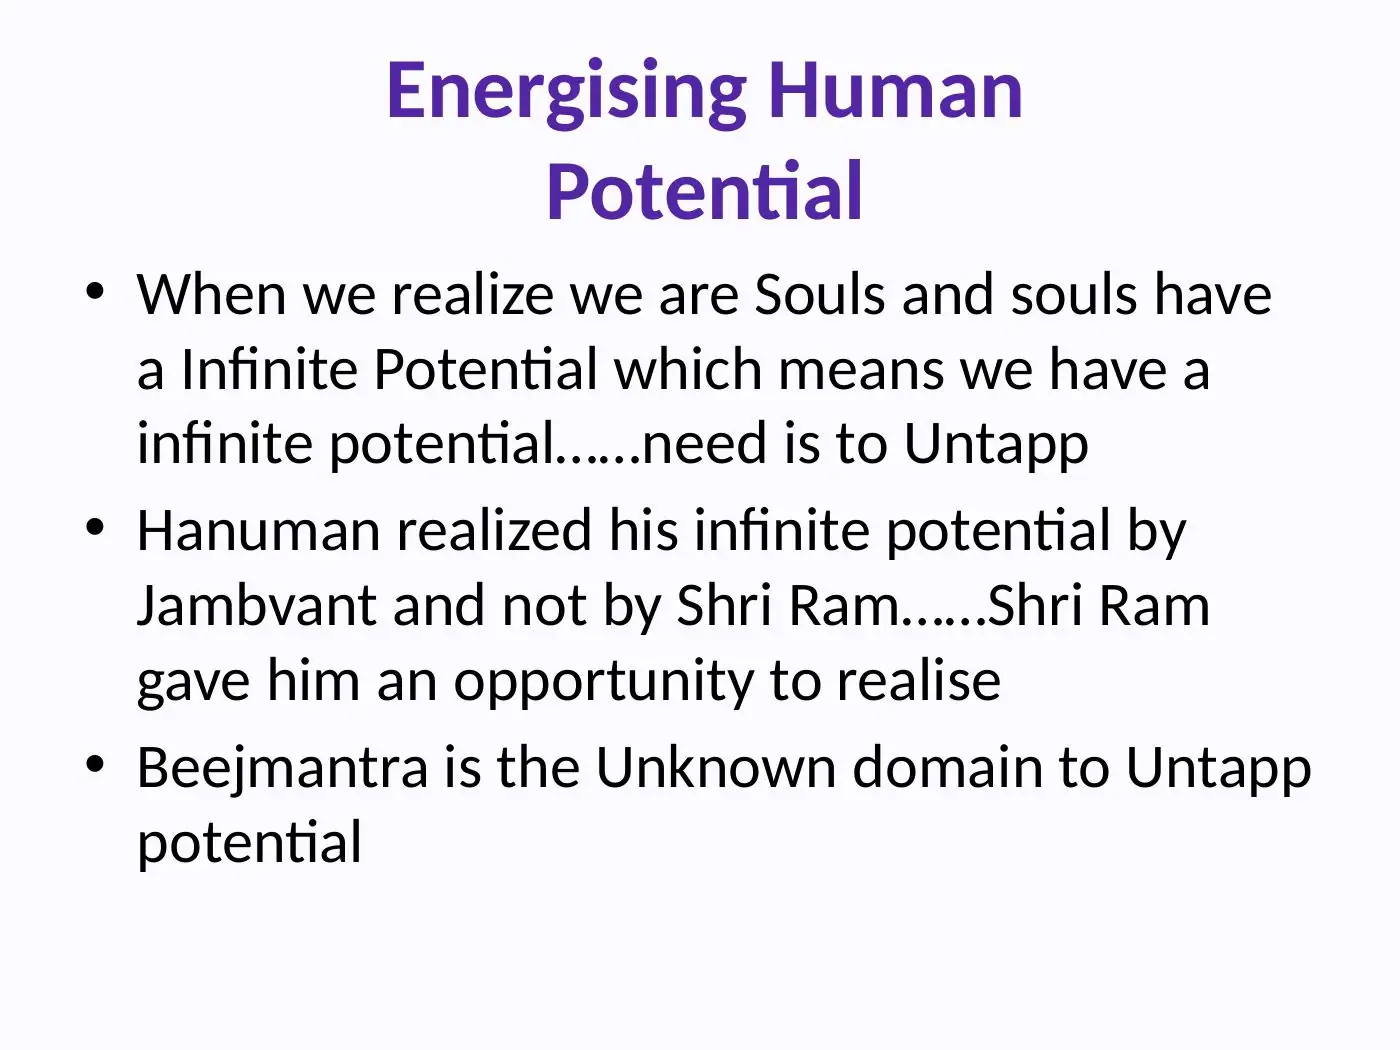 Energising Human
Potential
• When we realize we are Souls and souls have
a Infinite Potential which means we have a
infinite potential……need is to Untapp
• Hanuman realized his infinite potential by
Jambvant and not by Shri Ram……Shri Ram
gave him an opportunity to realise
• Beejmantra is the Unknown domain to Untapp
potential